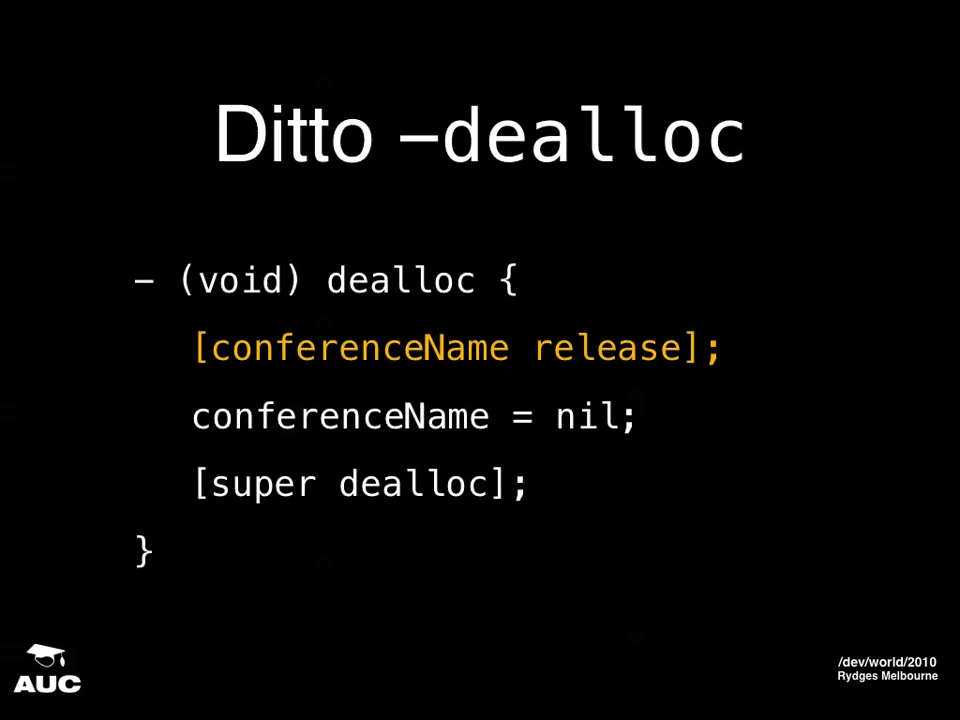 Ditto –dealloc
– (void) dealloc {
[conferenceName release];
conferenceName = nil;
[super dealloc];
}
AUC
/dev/world/2010
Rydges Melbourne